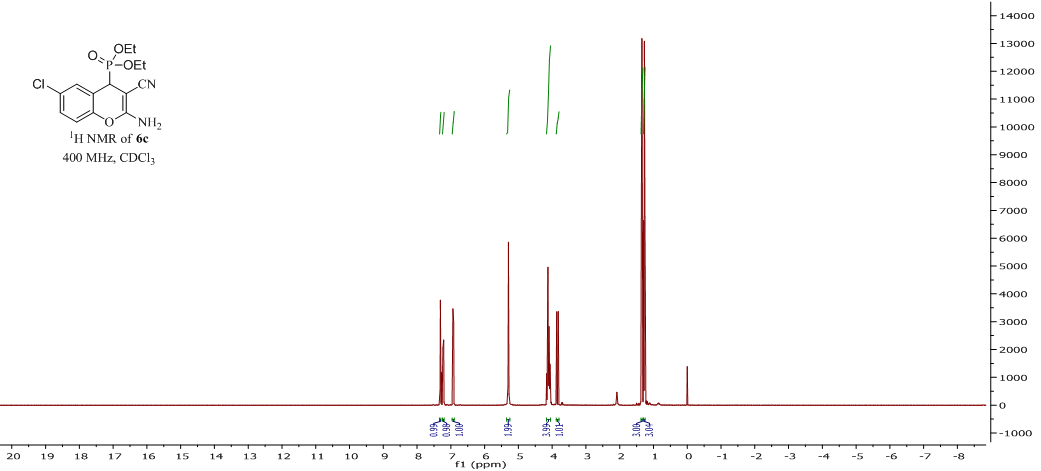 OEt
O
P
OEt
Cl
CN
O
NH₂
¹H NMR of 6c
400 MHz, CDCl₃
14000
13000
12000
11000
10000
9000
8000
7000
6000
5000
4000
3000
2000
1000
0
-1000
0.99
0.98
1.00
1.99
3.99
1.01
3.00
3.04
20 19 18 17 16 15 14 13 12 11 10 9 8 7 6 5 4 3 2 1 0 -1 -2 -3 -4 -5 -6 -7 -8
f1 (ppm)